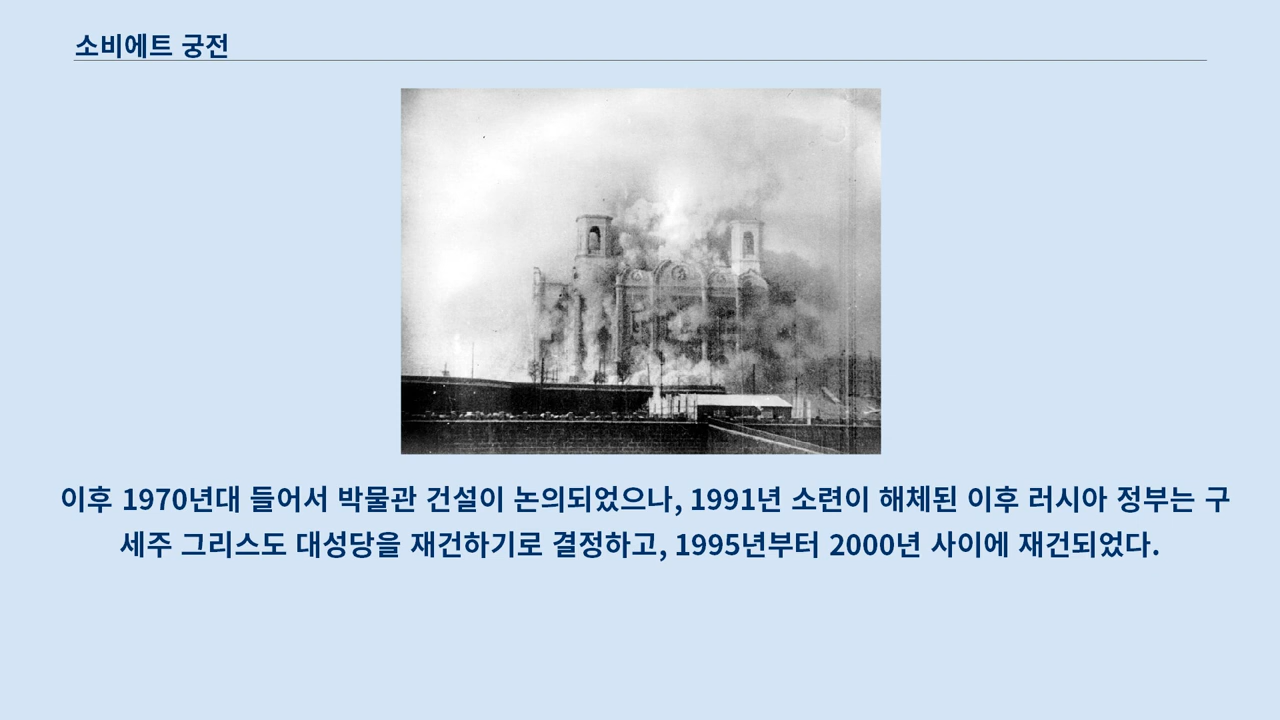 소비에트 궁전
이후 1970년대 들어서 박물관 건설이 논의되었으나, 1991년 소련이 해체된 이후 러시아 정부는 구
세주 그리스도 대성당을 재건하기로 결정하고, 1995년부터 2000년 사이에 재건되었다.